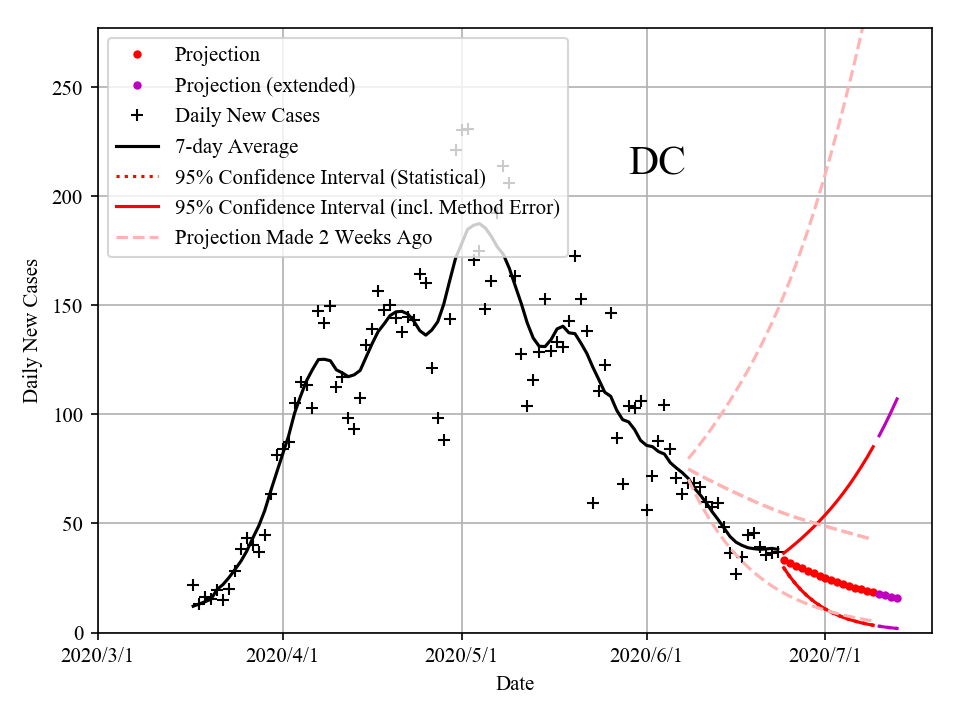 Projection
Projection (extended)
Daily New Cases
7-day Average
95% Confidence Interval (Statistical)
95% Confidence Interval (incl. Method Error)
Projection Made 2 Weeks Ago
DC
250
200
150
100
50
0
Daily New Cases
2020/3/1
2020/4/1
2020/5/1
2020/6/1
2020/7/1
Date